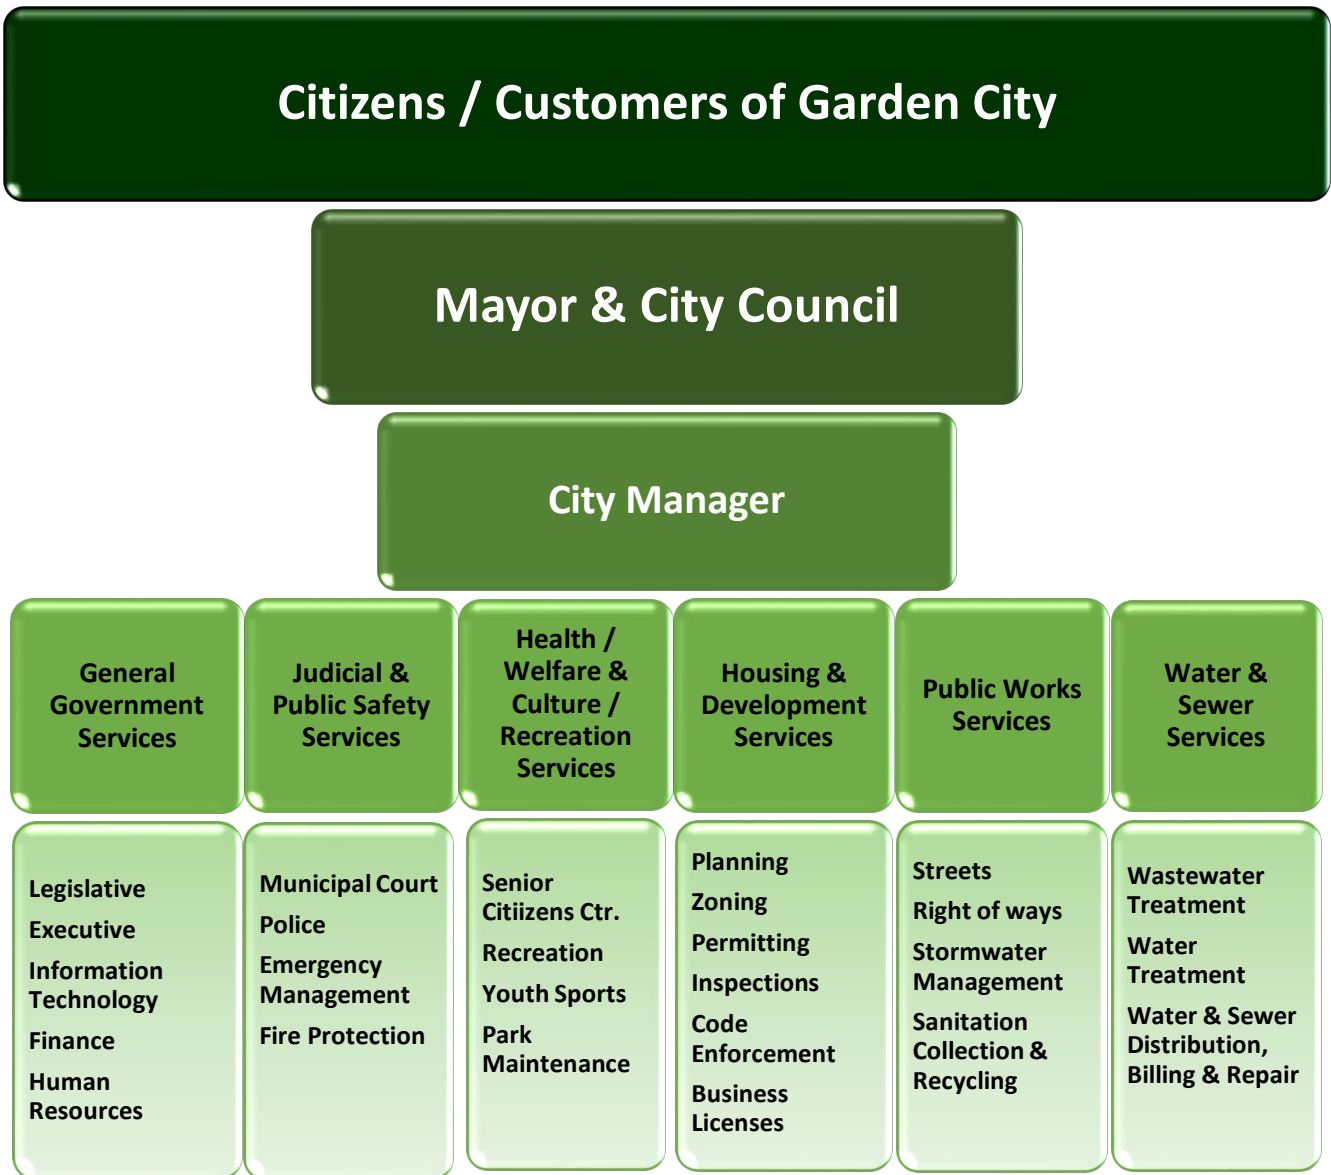 Citizens / Customers of Garden City
Mayor & City Council
City Manager
General
Government
Services
Judicial &
Public Safety
Services
Health /
Welfare &
Culture /
Recreation
Services
Housing &
Development
Services
Public Works
Services
Water &
Sewer
Services
Legislative
Executive
Information
Technology
Finance
Human
Resources
Municipal Court
Police
Emergency
Management
Fire Protection
Senior
Citiizens Ctr.
Recreation
Youth Sports
Park
Maintenance
Planning
Zoning
Permitting
Inspections
Code
Enforcement
Business
Licenses
Streets
Right of ways
Stormwater
Management
Sanitation
Collection &
Recycling
Wastewater
Treatment
Water
Treatment
Water & Sewer
Distribution,
Billing & Repair